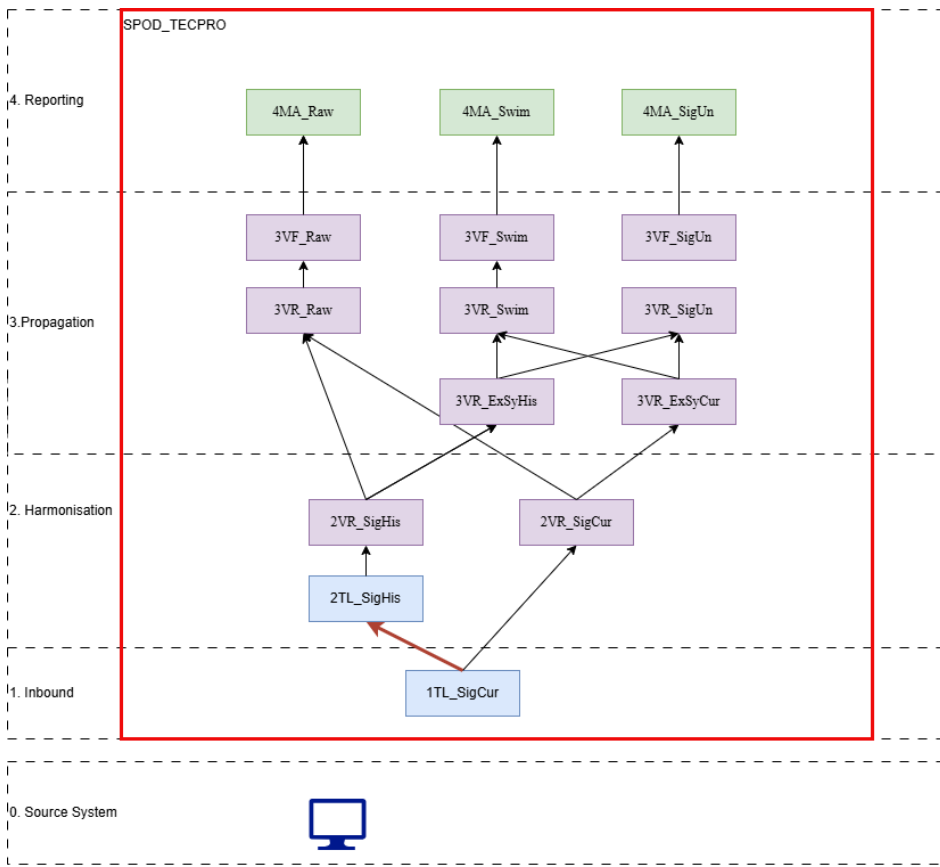 SPOD_TECPRO
4. Reporting
4MA_Raw
4MA_Swim
4MA_SigUn
3VF_Raw
3VF_Swim
3VF_SigUn
3.Propagation
3VR_Raw
3VR_Swim
3VR_SigUn
3VR_ExSyHis
3VR_ExSyCur
2. Harmonisation
2VR_SigHis
2VR_SigCur
2TL_SigHis
1. Inbound
1TL_SigCur
0. Source System